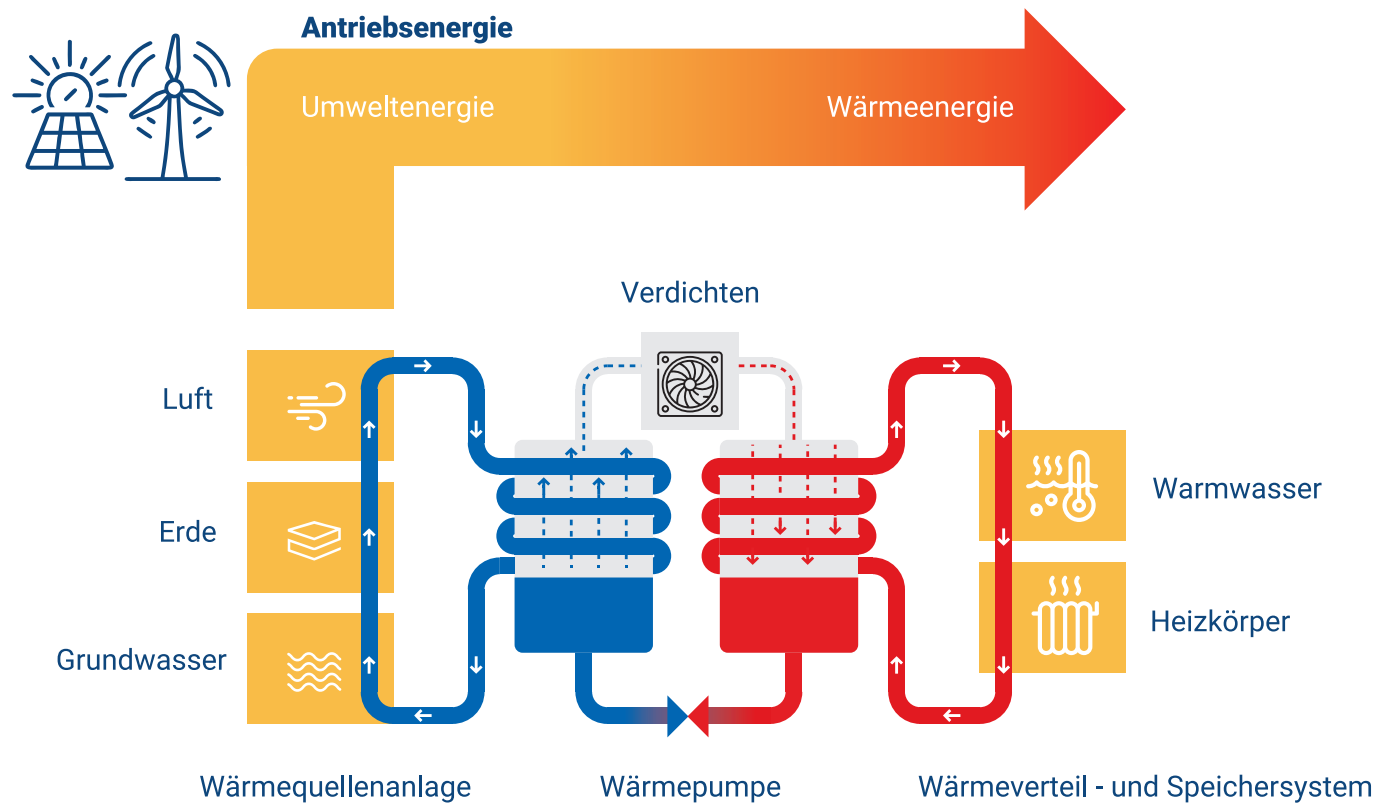 Antriebsenergie
Umweltenergie
Wärmeenergie
Verdichten
Luft
Erde
Grundwasser
Warmwasser
Heizkörper
Wärmequellenanlage
Wärmepumpe
Wärmeverteil - und Speichersystem